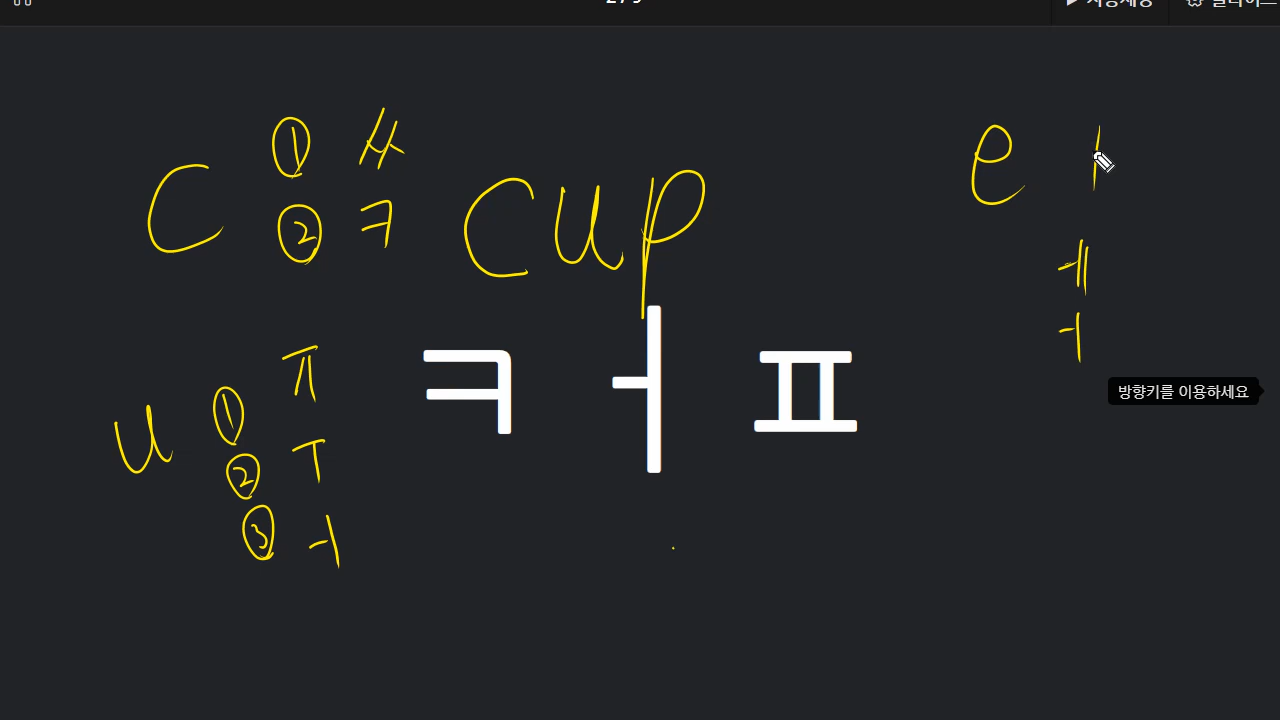 C ① ㅆ
② ㅋ
cup
e ㅣ
ㅔ
ㅓ
ㅋ ㅓ ㅍ
u ① ㅠ
② ㅜ
③ ㅓ
방향키를 이용하세요